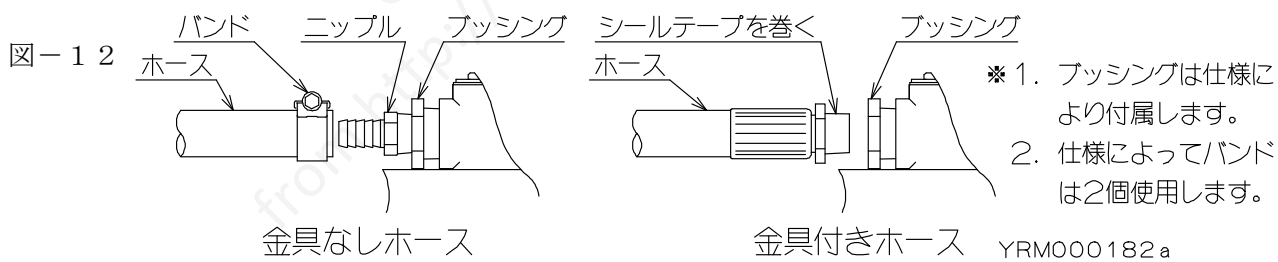 図－１２
バンド
ニップル
ブッシング
ホース
金具なしホース
シールテープを巻く
ブッシング
ホース
金具付きホース
※1. ブッシングは仕様に
より付属します。
2. 仕様によってバンド
は2個使用します。
YRM000182a
from http://